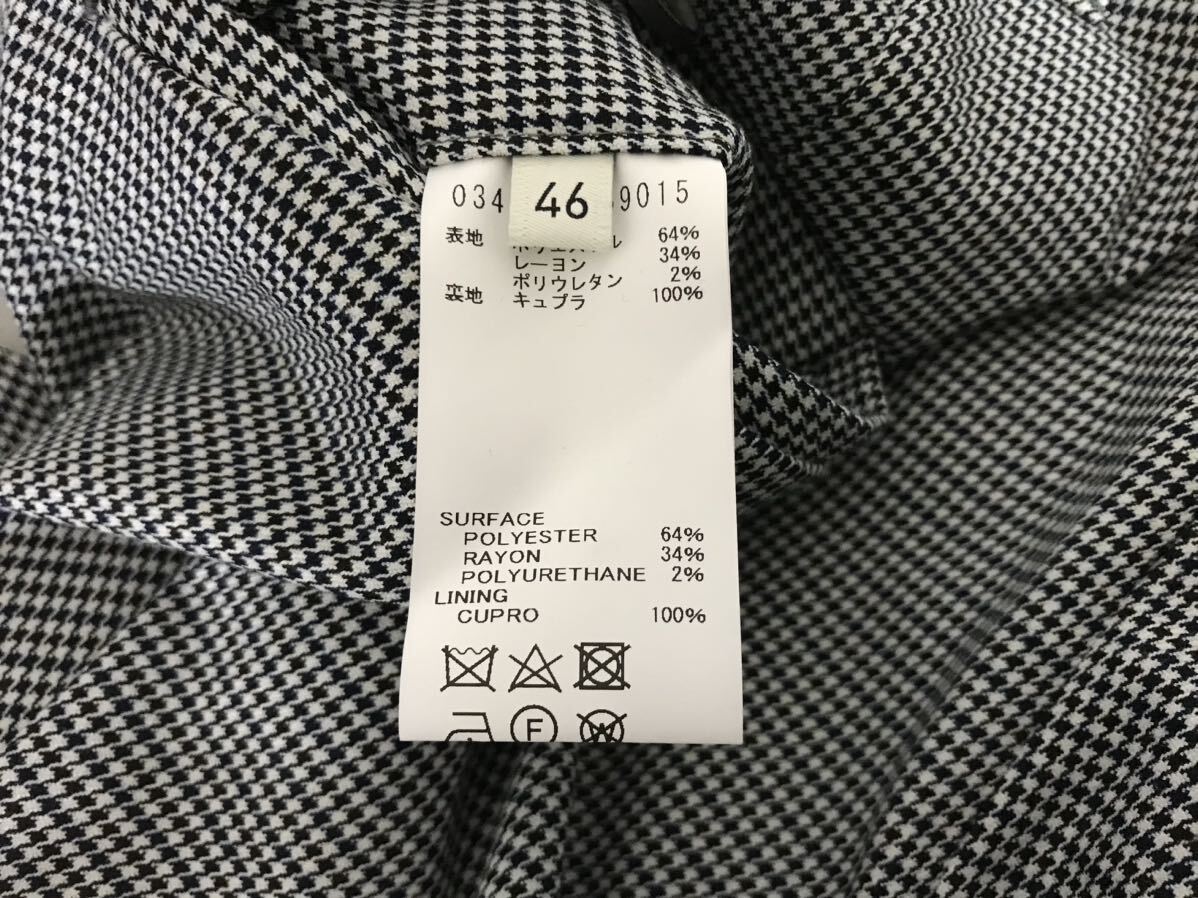 034 46 9015
表地 64%
レーヨン 34%
ポリウレタン 2%
裏地 キュプラ 100%
SURFACE
POLYESTER 64%
RAYON 34%
POLYURETHANE 2%
LINING
CUPRO 100%
F
W